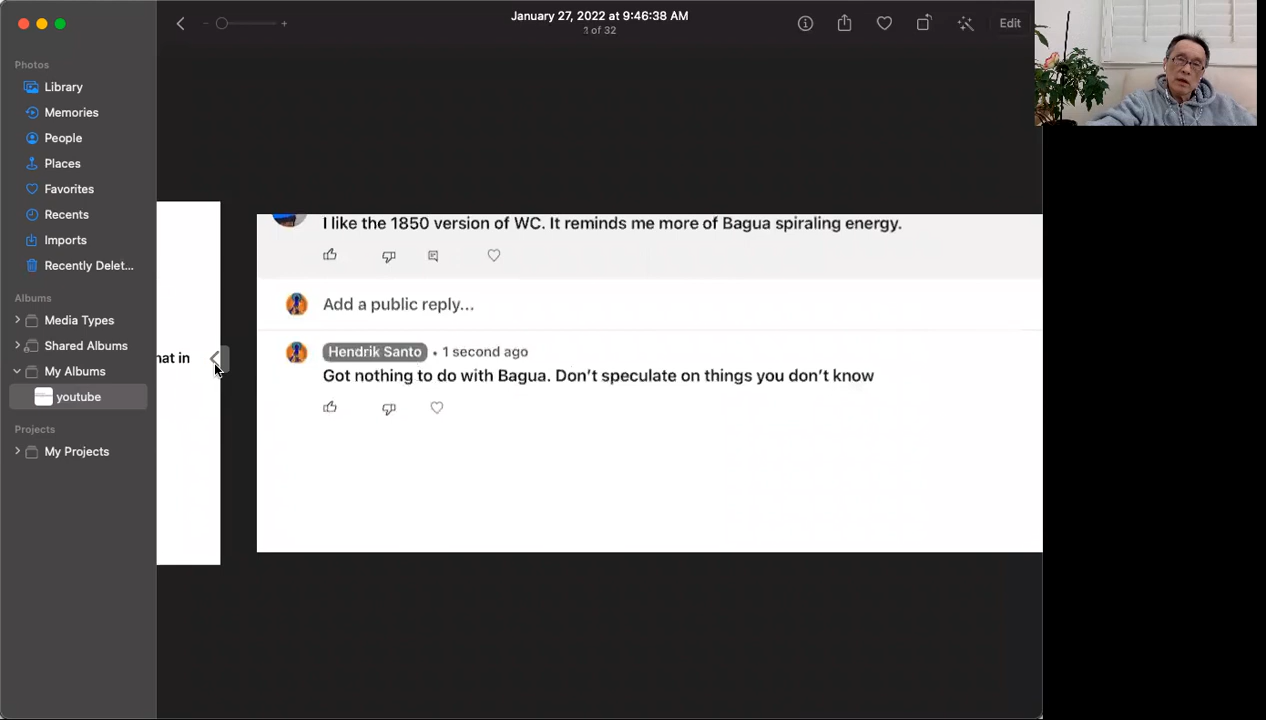 January 27, 2022 at 9:46:38 AM
of 32
Edit
Photos
Library
Memories
People
Places
Favorites
Recents
Imports
Recently Delet...
Albums
Media Types
Shared Albums
My Albums
youtube
Projects
My Projects
hat in
I like the 1850 version of WC. It reminds me more of Bagua spiraling energy.
Add a public reply...
Hendrik Santo • 1 second ago
Got nothing to do with Bagua. Don't speculate on things you don't know